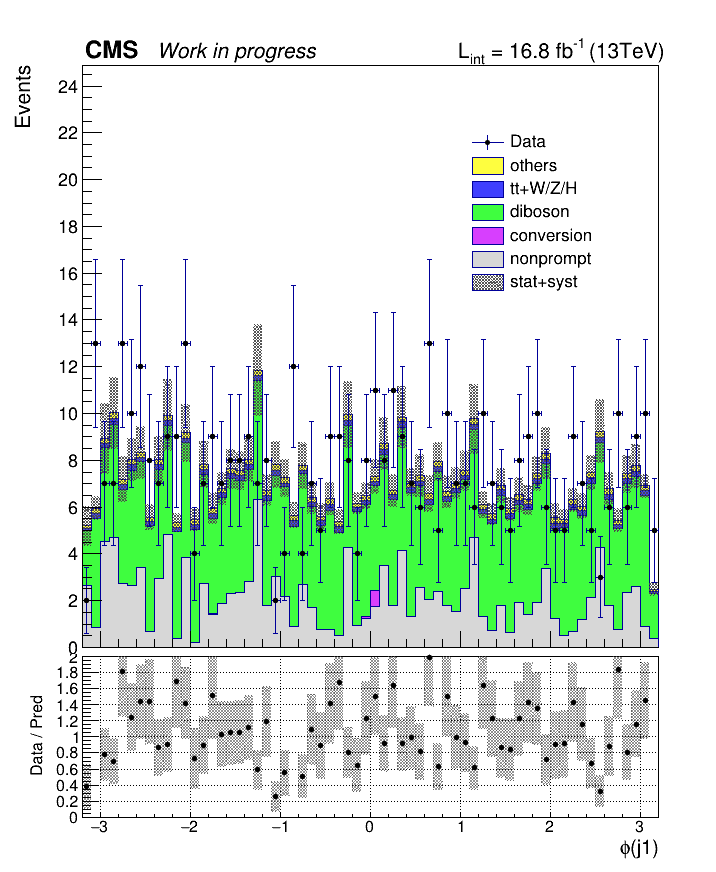 CMS Work in progress L_int = 16.8 fb^-1 (13TeV)
Events
24
22
20
18
16
14
12
10
8
6
4
2
0
Data
others
tt+W/Z/H
diboson
conversion
nonprompt
stat+syst
Data / Pred
2
1.8
1.6
1.4
1.2
1
0.8
0.6
0.4
0.2
0
−3 −2 −1 0 1 2 3
ϕ(j1)